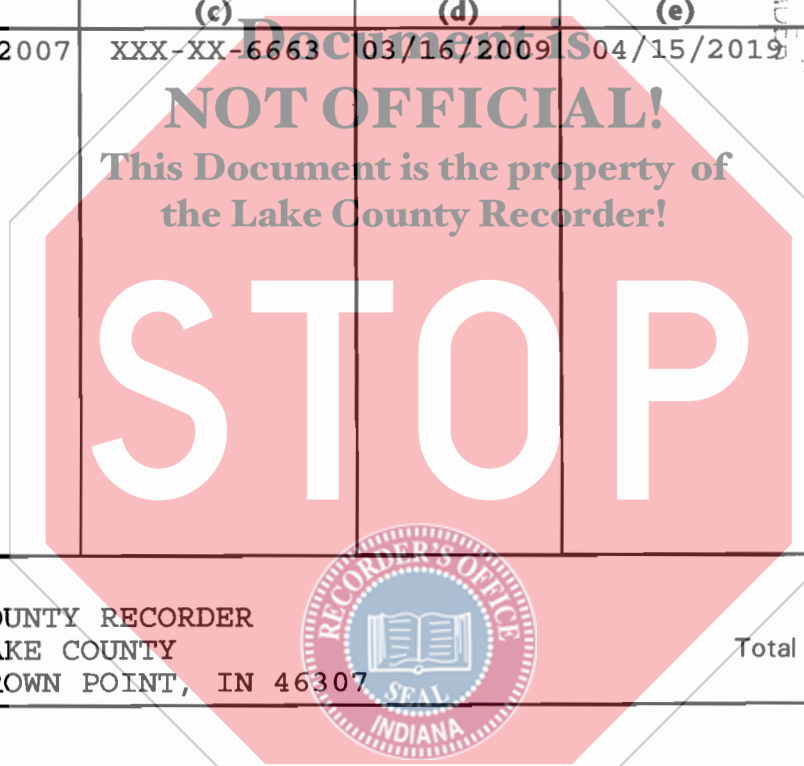 (c) (d) (e)
2007 XXX-XX-6663 03/16/2009 04/15/2019
Document is
NOT OFFICIAL!
This Document is the property of
the Lake County Recorder!
STOP
OUNTY RECORDER
AKE COUNTY
Total
ROWN POINT, IN 46307
RECORDER'S OFFICE
SEAL
INDIANA